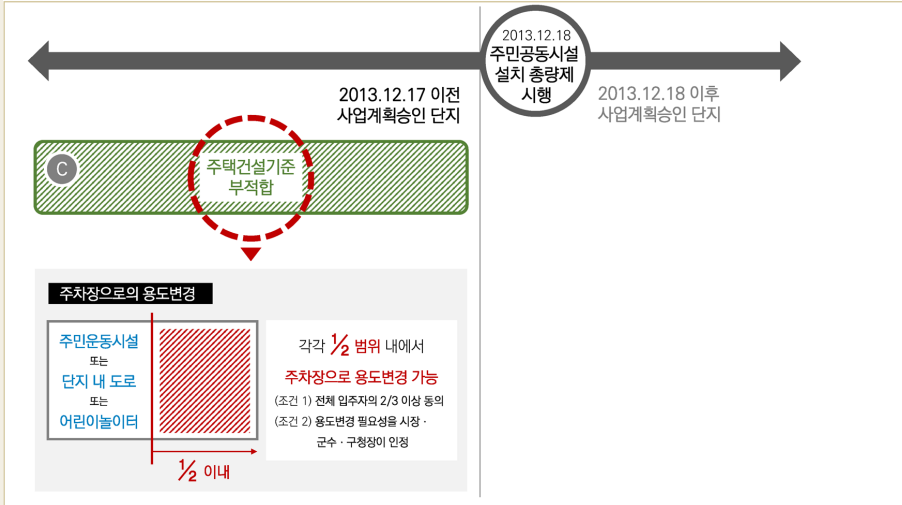 2013.12.18
주민공동시설
설치 총량제
시행
2013.12.17 이전
사업계획승인 단지
2013.12.18 이후
사업계획승인 단지
C
주택건설기준
부적합
주차장으로의 용도변경
주민운동시설
또는
단지 내 도로
또는
어린이놀이터
1/2 이내
각각 1/2 범위 내에서
주차장으로 용도변경 가능
(조건 1) 전체 입주자의 2/3 이상 동의
(조건 2) 용도변경 필요성을 시장 ·
군수 · 구청장이 인정